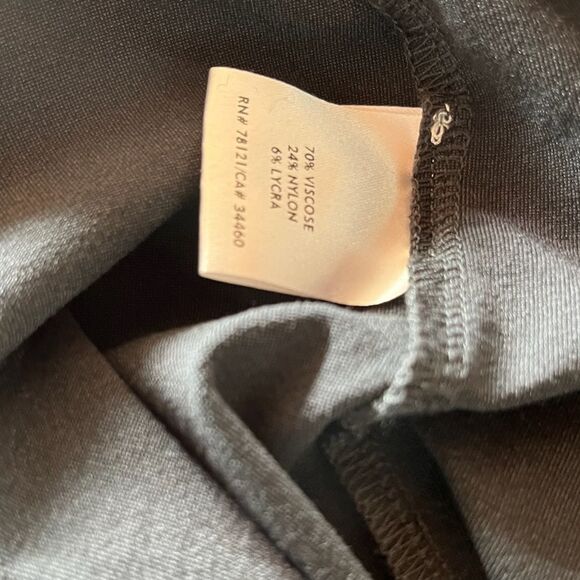 70% VISCOSE
24% NYLON
6% LYCRA
RN# 78121/CA# 34460